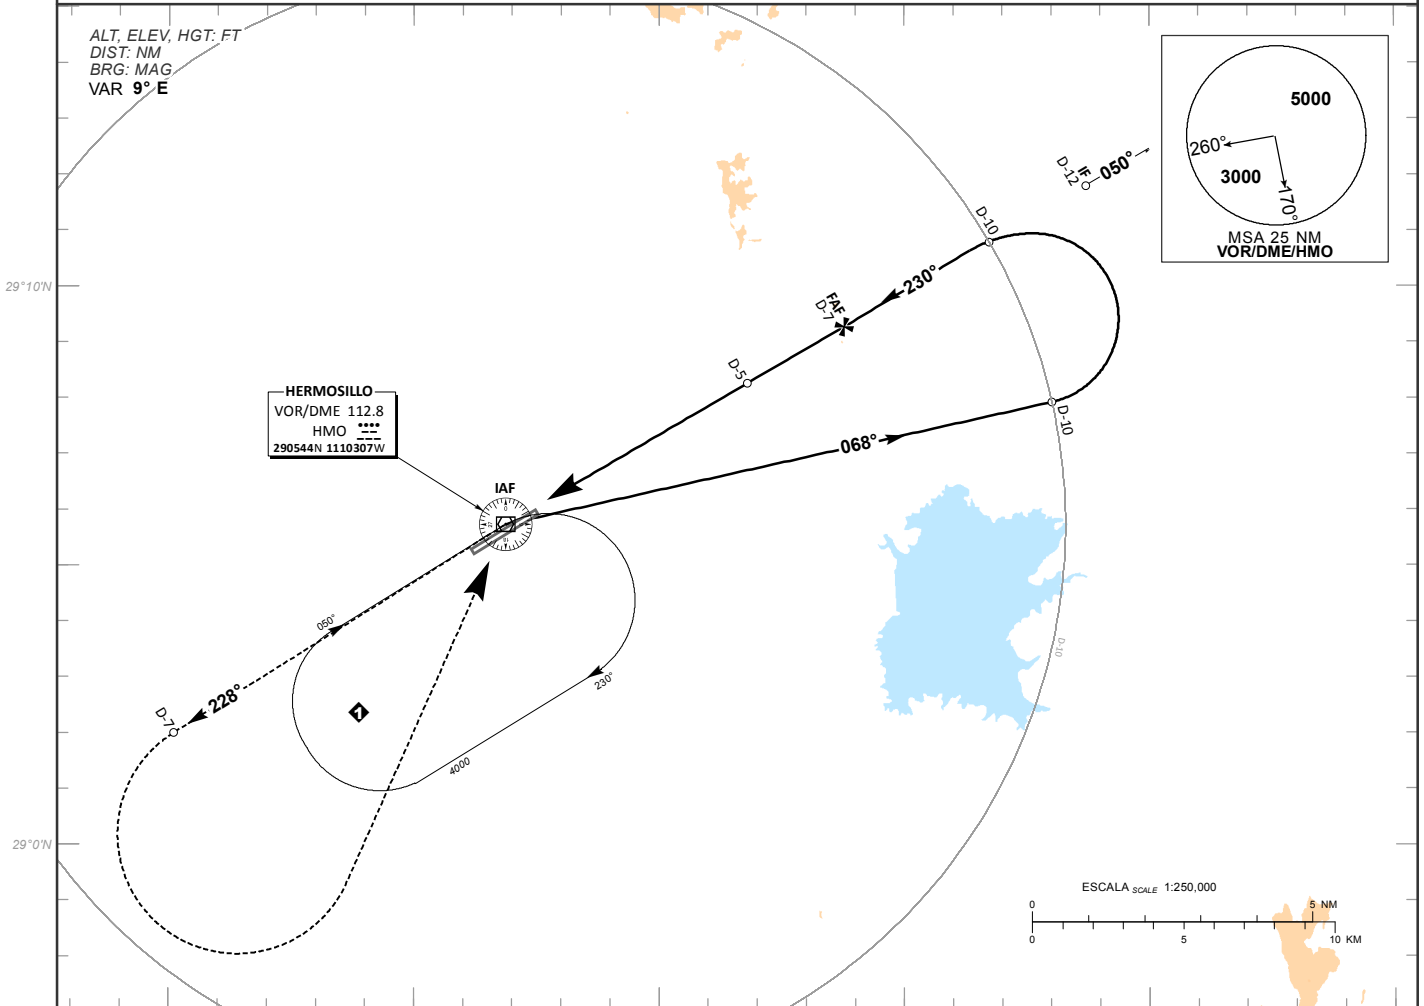 ALT, ELEV, HGT: FT
DIST: NM
BRG: MAG
VAR 9° E
5000
260°
3000
170°
MSA 25 NM
VOR/DME/HMO
IF
D-12
050°
D-10
230°
29°10'N
FAF
D-7
D-5
HERMOSILLO
VOR/DME 112.8
HMO
290544N 1110307W
068°
D-10
IAF
050°
230°
D-10
228°
D-7
1
4000
29°0'N
ESCALA SCALE 1:250,000
0 5 NM
0 5 10 KM